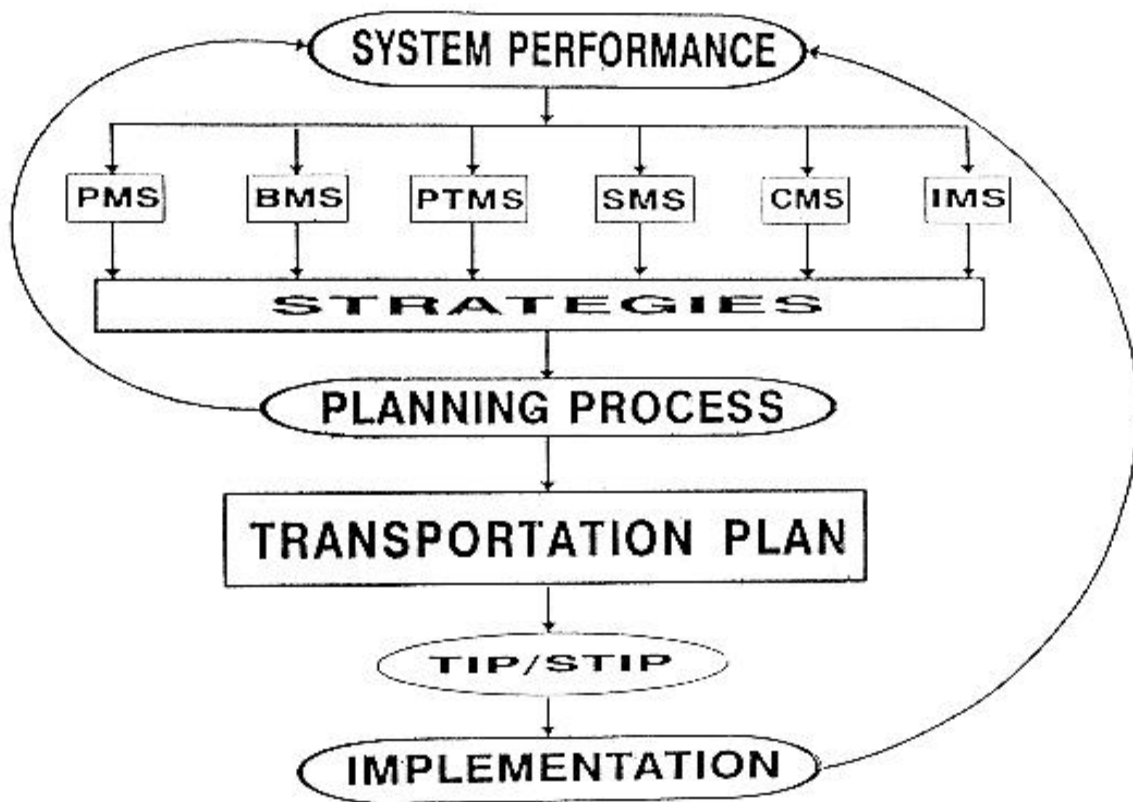 SYSTEM PERFORMANCE
PMS BMS PTMS SMS CMS IMS
STRATEGIES
PLANNING PROCESS
TRANSPORTATION PLAN
TIP/STIP
IMPLEMENTATION